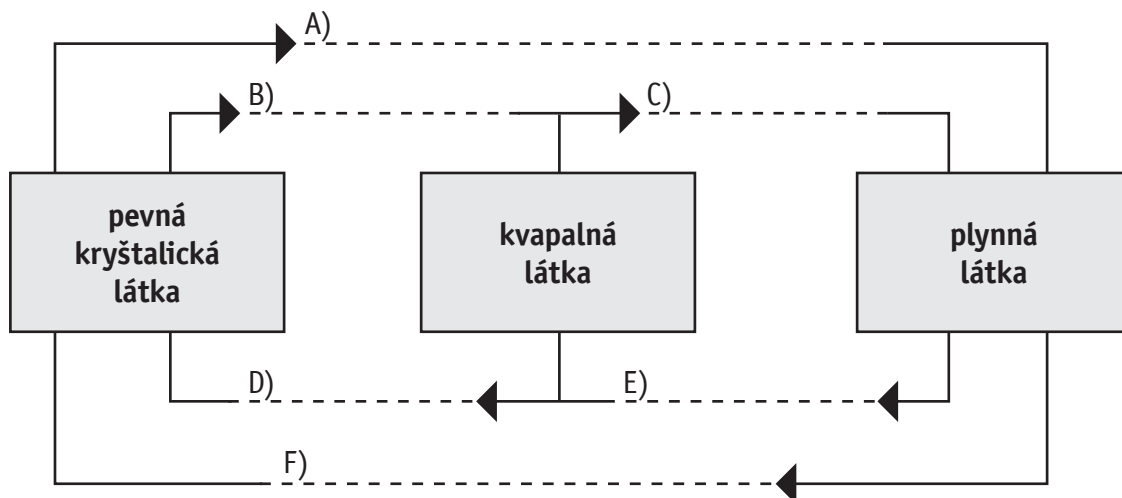 A)
B)
C)
pevná
kryštalická
látka
kvapalná
látka
plynná
látka
D)
E)
F)